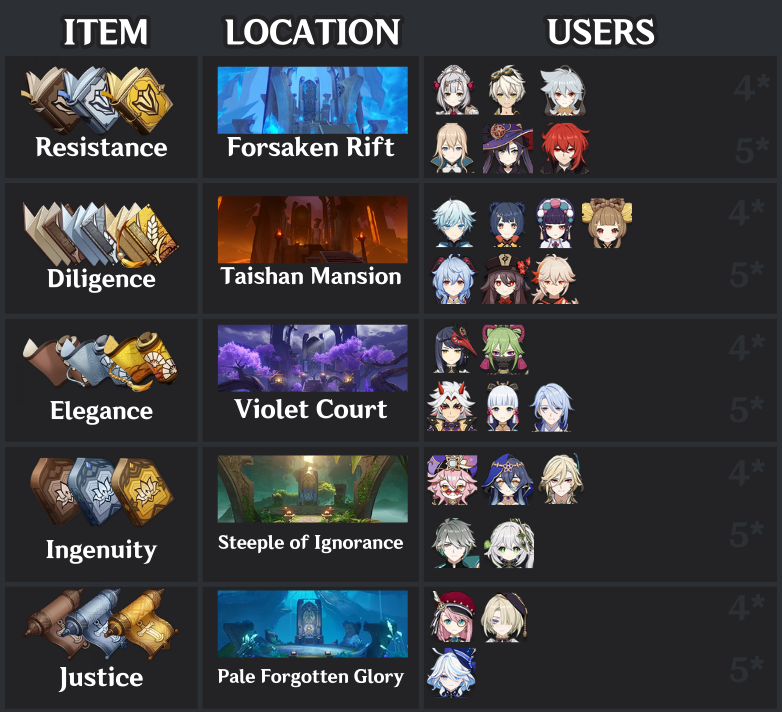 ITEM LOCATION USERS
4*
Resistance Forsaken Rift
5*
4*
Diligence Taishan Mansion
5*
4*
Elegance Violet Court
5*
4*
Ingenuity Steeple of Ignorance
5*
4*
Justice Pale Forgotten Glory
5*